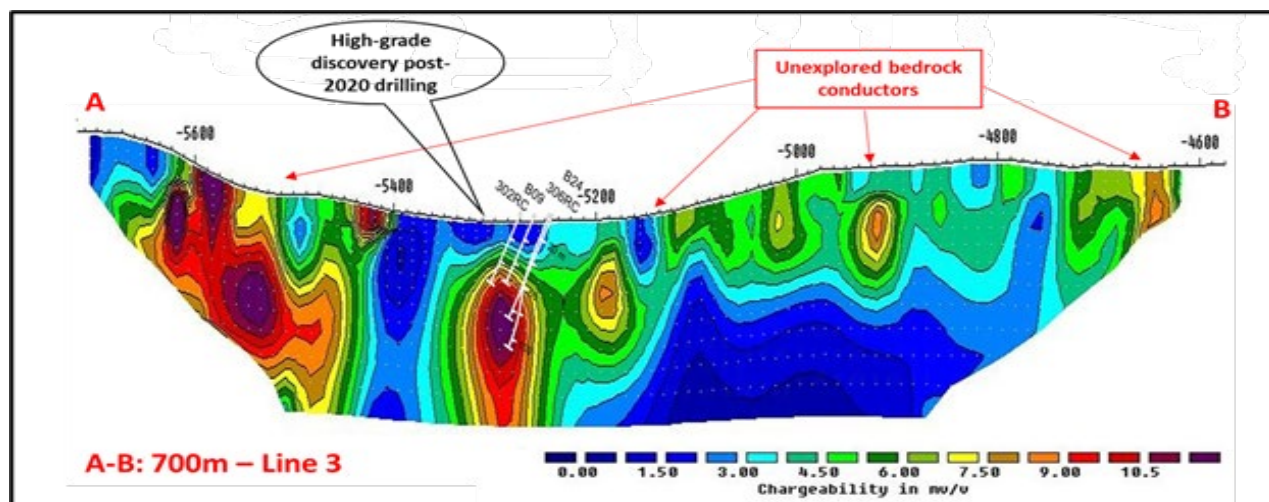 High-grade
discovery post-
2020 drilling
Unexplored bedrock
conductors
A
B
-5600
-5400
-5200
-5000
-4800
-4600
302RC
B09
306RC
B24
A-B: 700m – Line 3
0.00 1.50 3.00 4.50 6.00 7.50 9.00 10.5
Chargeability in mv/v